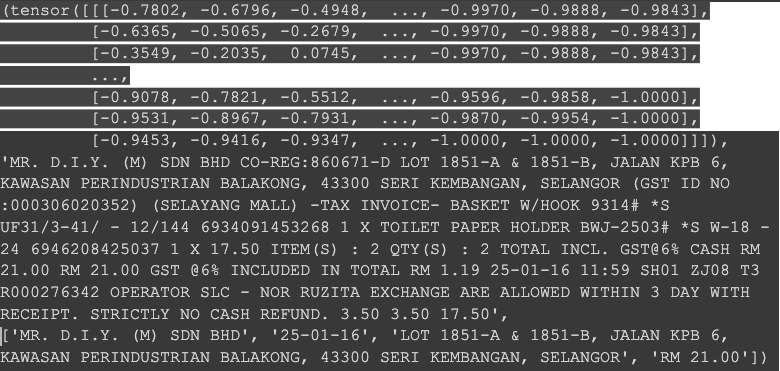 (tensor([[[-0.7802, -0.6796, -0.4948, ..., -0.9970, -0.9888, -0.9843],
[-0.6365, -0.5065, -0.2679, ..., -0.9970, -0.9888, -0.9843],
[-0.3549, -0.2035, 0.0745, ..., -0.9970, -0.9888, -0.9843],
...,
[-0.9078, -0.7821, -0.5512, ..., -0.9596, -0.9858, -1.0000],
[-0.9531, -0.8967, -0.7931, ..., -0.9870, -0.9954, -1.0000],
[-0.9453, -0.9416, -0.9347, ..., -1.0000, -1.0000, -1.0000]]]),
'MR. D.I.Y. (M) SDN BHD CO-REG:860671-D LOT 1851-A & 1851-B, JALAN KPB 6,
KAWASAN PERINDUSTRIAN BALAKONG, 43300 SERI KEMBANGAN, SELANGOR (GST ID NO
:000306020352) (SELAYANG MALL) -TAX INVOICE- BASKET W/HOOK 9314# *S
UF31/3-41/ - 12/144 6934091453268 1 X TOILET PAPER HOLDER BWJ-2503# *S W-18 -
24 6946208425037 1 X 17.50 ITEM(S) : 2 QTY(S) : 2 TOTAL INCL. GST@6% CASH RM
21.00 RM 21.00 GST @6% INCLUDED IN TOTAL RM 1.19 25-01-16 11:59 SH01 ZJ08 T3
R000276342 OPERATOR SLC - NOR RUZITA EXCHANGE ARE ALLOWED WITHIN 3 DAY WITH
RECEIPT. STRICTLY NO CASH REFUND. 3.50 3.50 17.50',
['MR. D.I.Y. (M) SDN BHD', '25-01-16', 'LOT 1851-A & 1851-B, JALAN KPB 6,
KAWASAN PERINDUSTRIAN BALAKONG, 43300 SERI KEMBANGAN, SELANGOR', 'RM 21.00'])